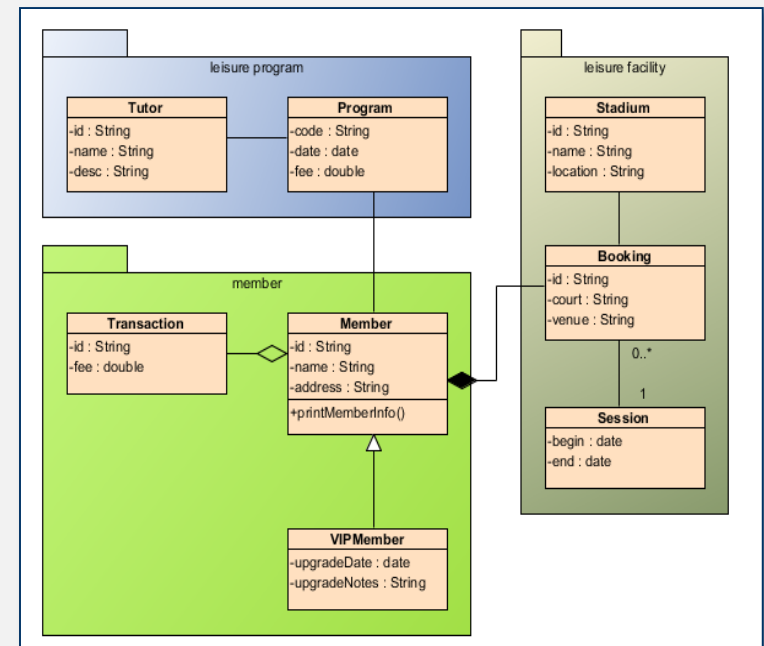 leisure program
Tutor
-id : String
-name : String
-desc : String
Program
-code : String
-date : date
-fee : double
leisure facility
Stadium
-id : String
-name : String
-location : String
Booking
-id : String
-court : String
-venue : String
0..*
1
Session
-begin : date
-end : date
member
Transaction
-id : String
-fee : double
Member
-id : String
-name : String
-address : String
+printMemberInfo()
VIPMember
-upgradeDate : date
-upgradeNotes : String